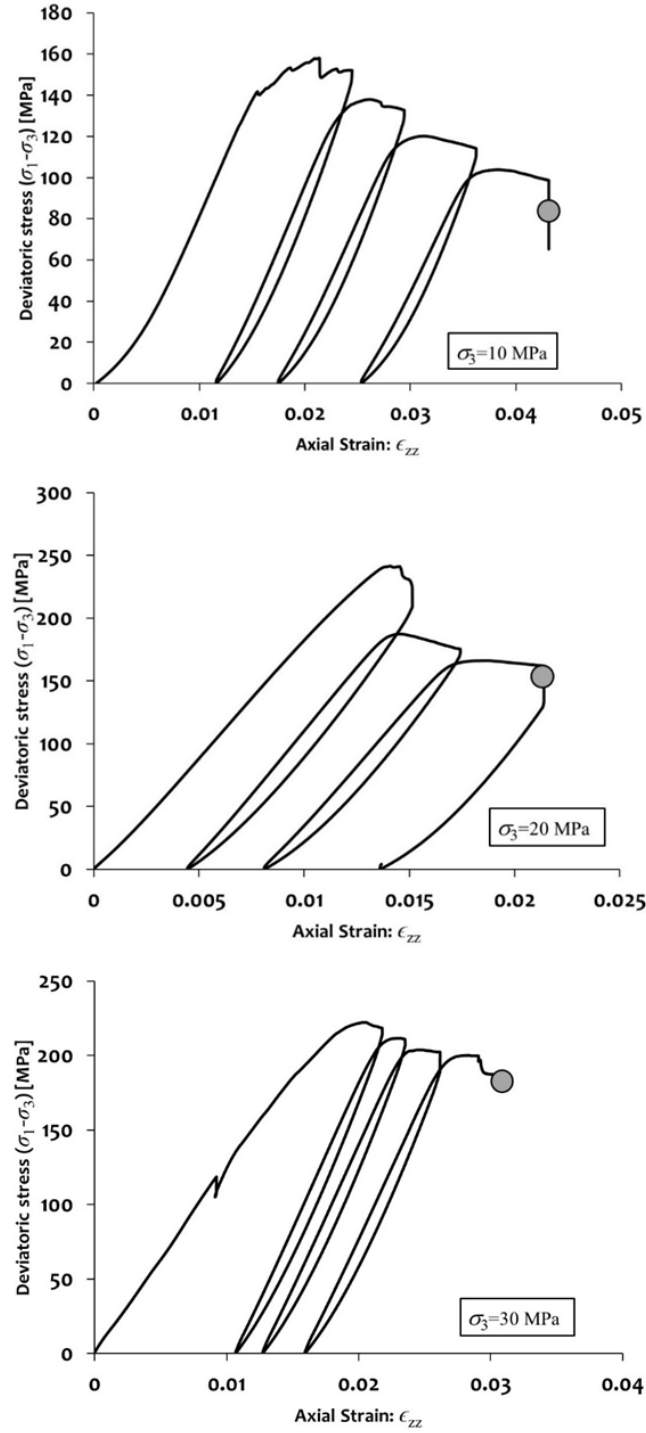 Deviatoric stress (σ₁-σ₃) [MPa]
180
160
140
120
100
80
60
40
20
0
0 0.01 0.02 0.03 0.04 0.05
σ₃=10 MPa
Axial Strain: ϵzz
Deviatoric stress (σ₁-σ₃) [MPa]
300
250
200
150
100
50
0
0 0.005 0.01 0.015 0.02 0.025
σ₃=20 MPa
Axial Strain: ϵzz
Deviatoric stress (σ₁-σ₃) [MPa]
250
200
150
100
50
0
0 0.01 0.02 0.03 0.04
σ₃=30 MPa
Axial Strain: ϵzz